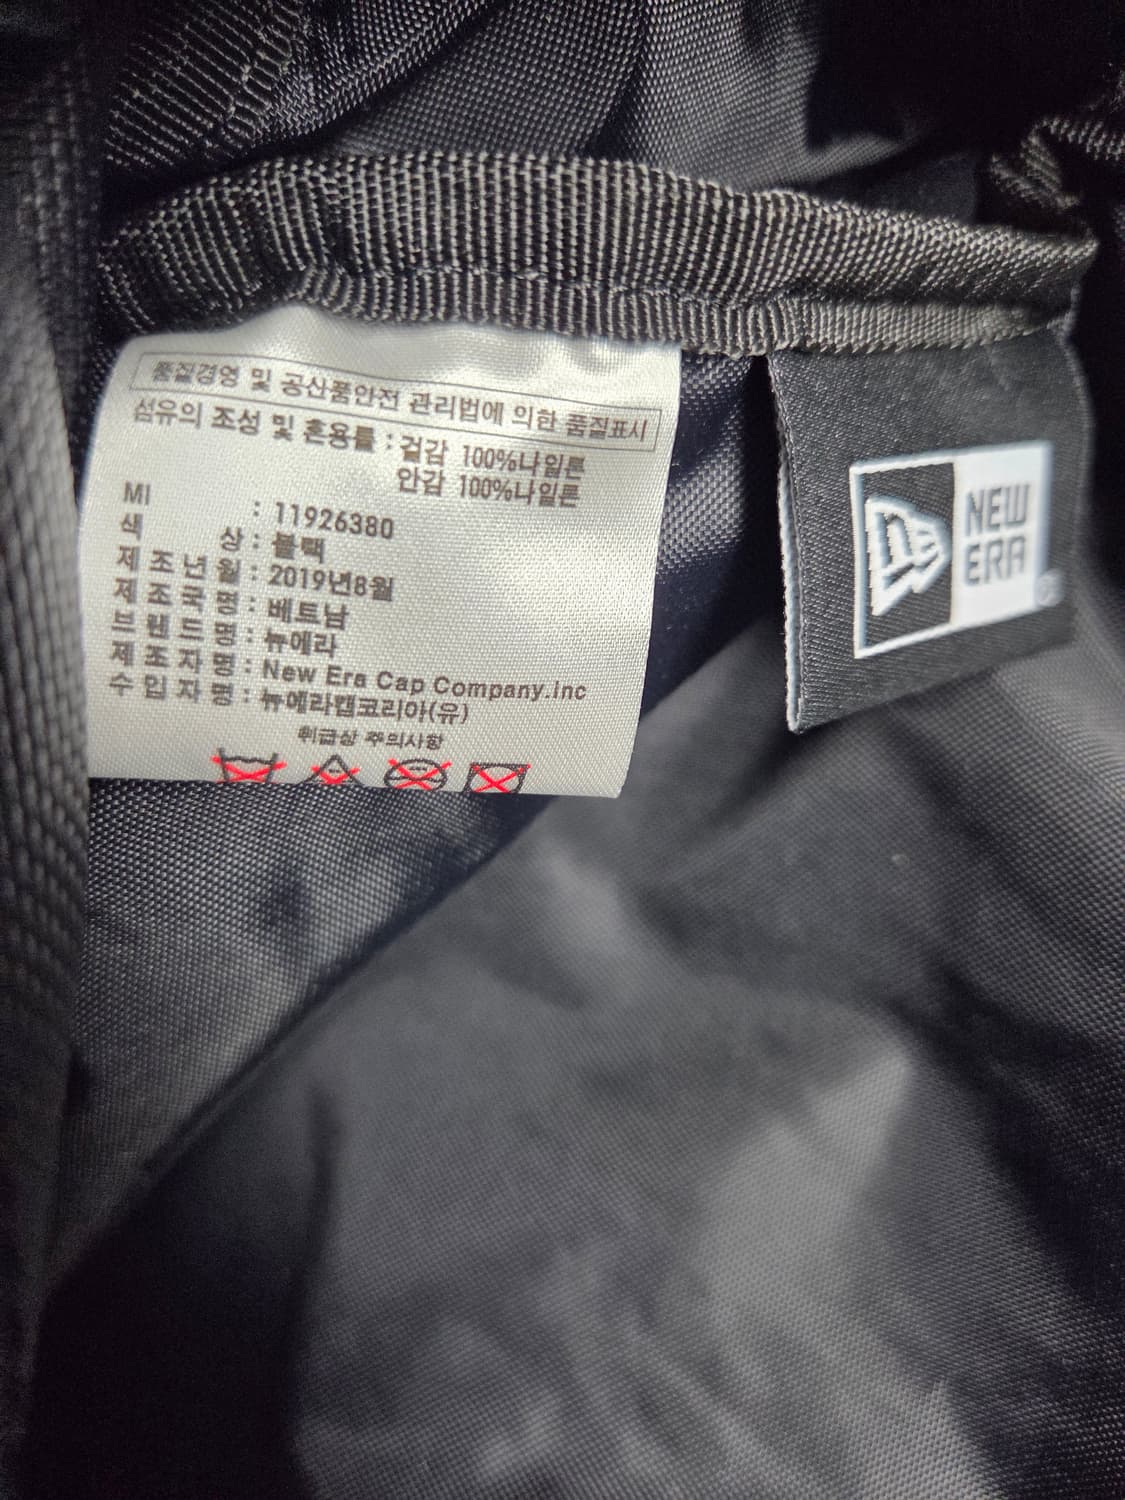 품질경영 및 공산품안전 관리법에 의한 품질표시
섬유의 조성 및 혼용률 : 겉감 100%나일론
안감 100%나일론
MI : 11926380
색 상 : 블랙
제 조 년 월 : 2019년8월
제 조 국 명 : 베트남
브 랜 드 명 : 뉴에라
제 조 자 명 : New Era Cap Company.Inc
수 입 자 명 : 뉴에라캡코리아(유)
취급상 주의사항
NEW
ERA